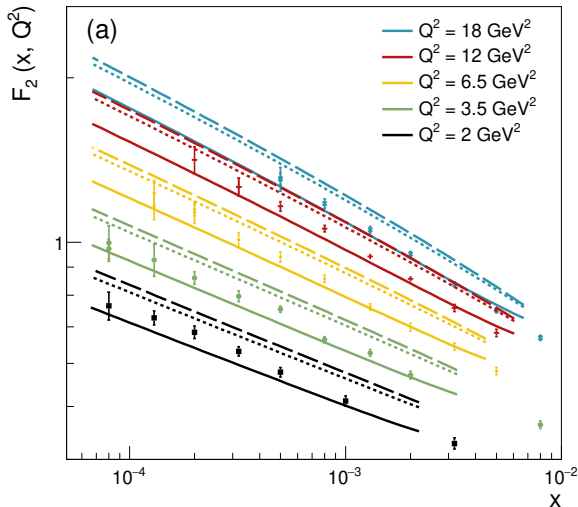 (a)
F₂ (x, Q²)
Q² = 18 GeV²
Q² = 12 GeV²
Q² = 6.5 GeV²
Q² = 3.5 GeV²
Q² = 2 GeV²
1
10⁻⁴
10⁻³
10⁻²
x